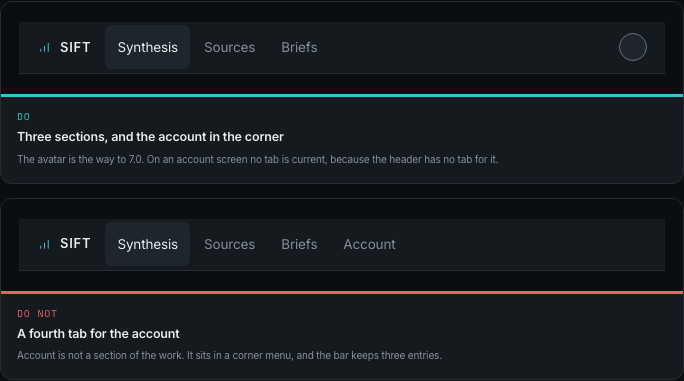 SIFT Synthesis Sources Briefs
DO
Three sections, and the account in the corner
The avatar is the way to 7.0. On an account screen no tab is current, because the header has no tab for it.
SIFT Synthesis Sources Briefs Account
DO NOT
A fourth tab for the account
Account is not a section of the work. It sits in a corner menu, and the bar keeps three entries.